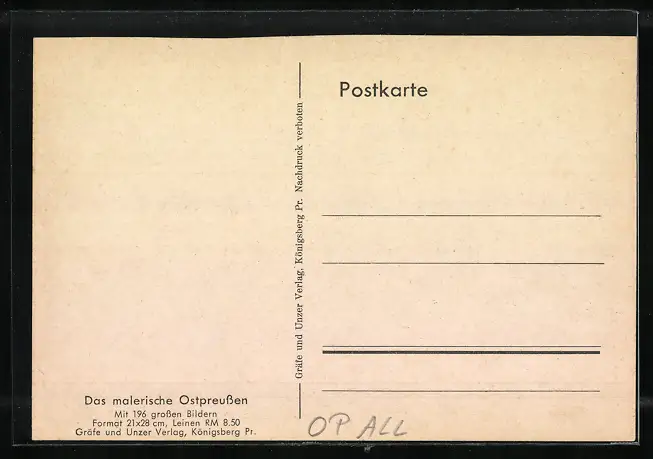 Postkarte
Gräfe und Unzer Verlag, Königsberg Pr. Nachdruck verboten
Das malerische Ostpreußen
Mit 196 großen Bildern
Format 21x28 cm, Leinen RM 8.50
Gräfe und Unzer Verlag, Königsberg Pr.
OP ALL